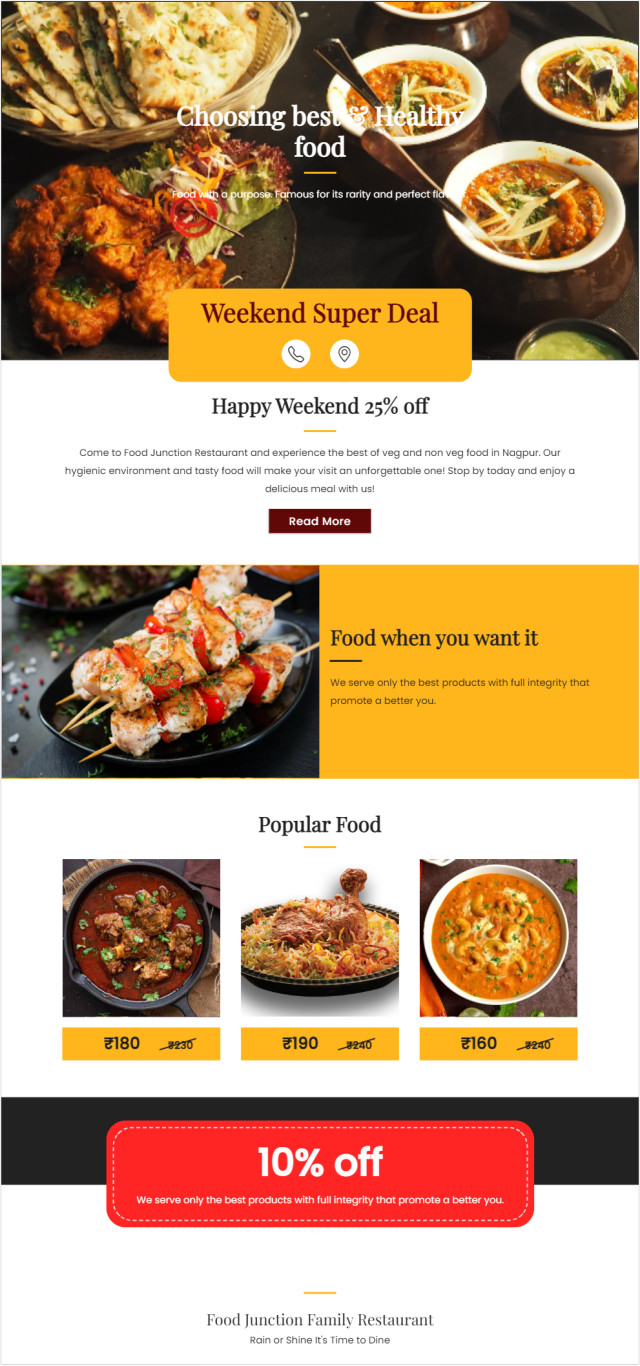 Choosing best & Healthy
food
Food with a purpose. Famous for its rarity and perfect
Weekend Super Deal
Happy Weekend 25% off
Come to Food Junction Restaurant and experience the best of veg and non veg food in Nagpur. Our
hygienic environment and tasty food will make your visit an unforgettable one! Stop by today and enjoy a
delicious meal with us!
Read More
Food when you want it
We serve only the best products with full integrity that
promote a better you.
Popular Food
₹180 ₹230
₹190 ₹240
₹160 ₹240
10% off
We serve only the best products with full integrity that promote a better you.
Food Junction Family Restaurant
Rain or Shine It's Time to Dine